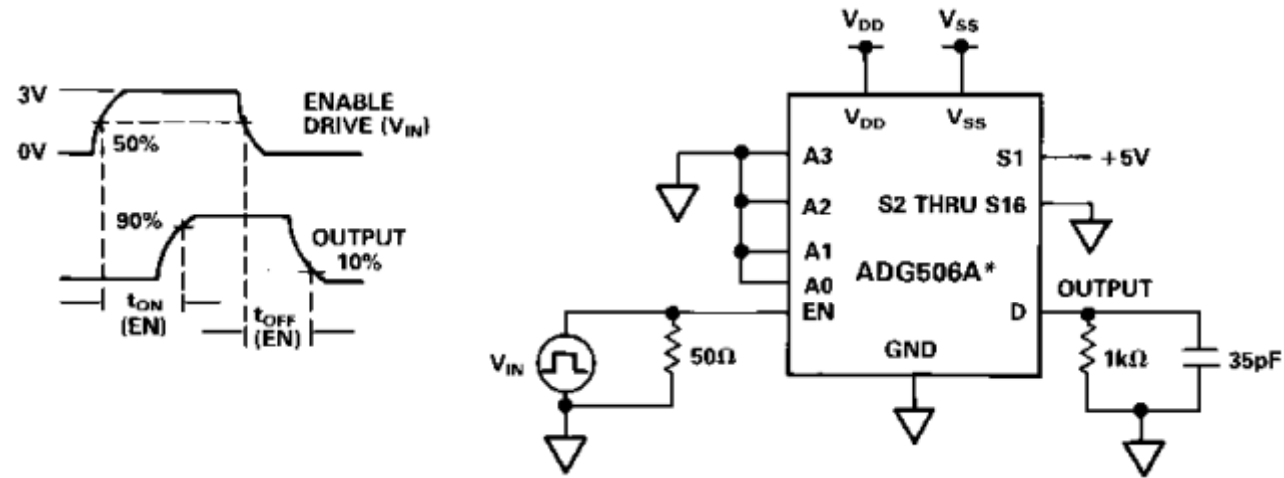 3V
ENABLE
DRIVE (VIN)
50%
0V
90%
OUTPUT
10%
tON
(EN)
tOFF
(EN)
VDD
VSS
VDD
VSS
A3
S1
+5V
A2
S2 THRU S16
A1
ADG506A*
A0
OUTPUT
EN
D
VIN
50Ω
GND
1kΩ
35pF